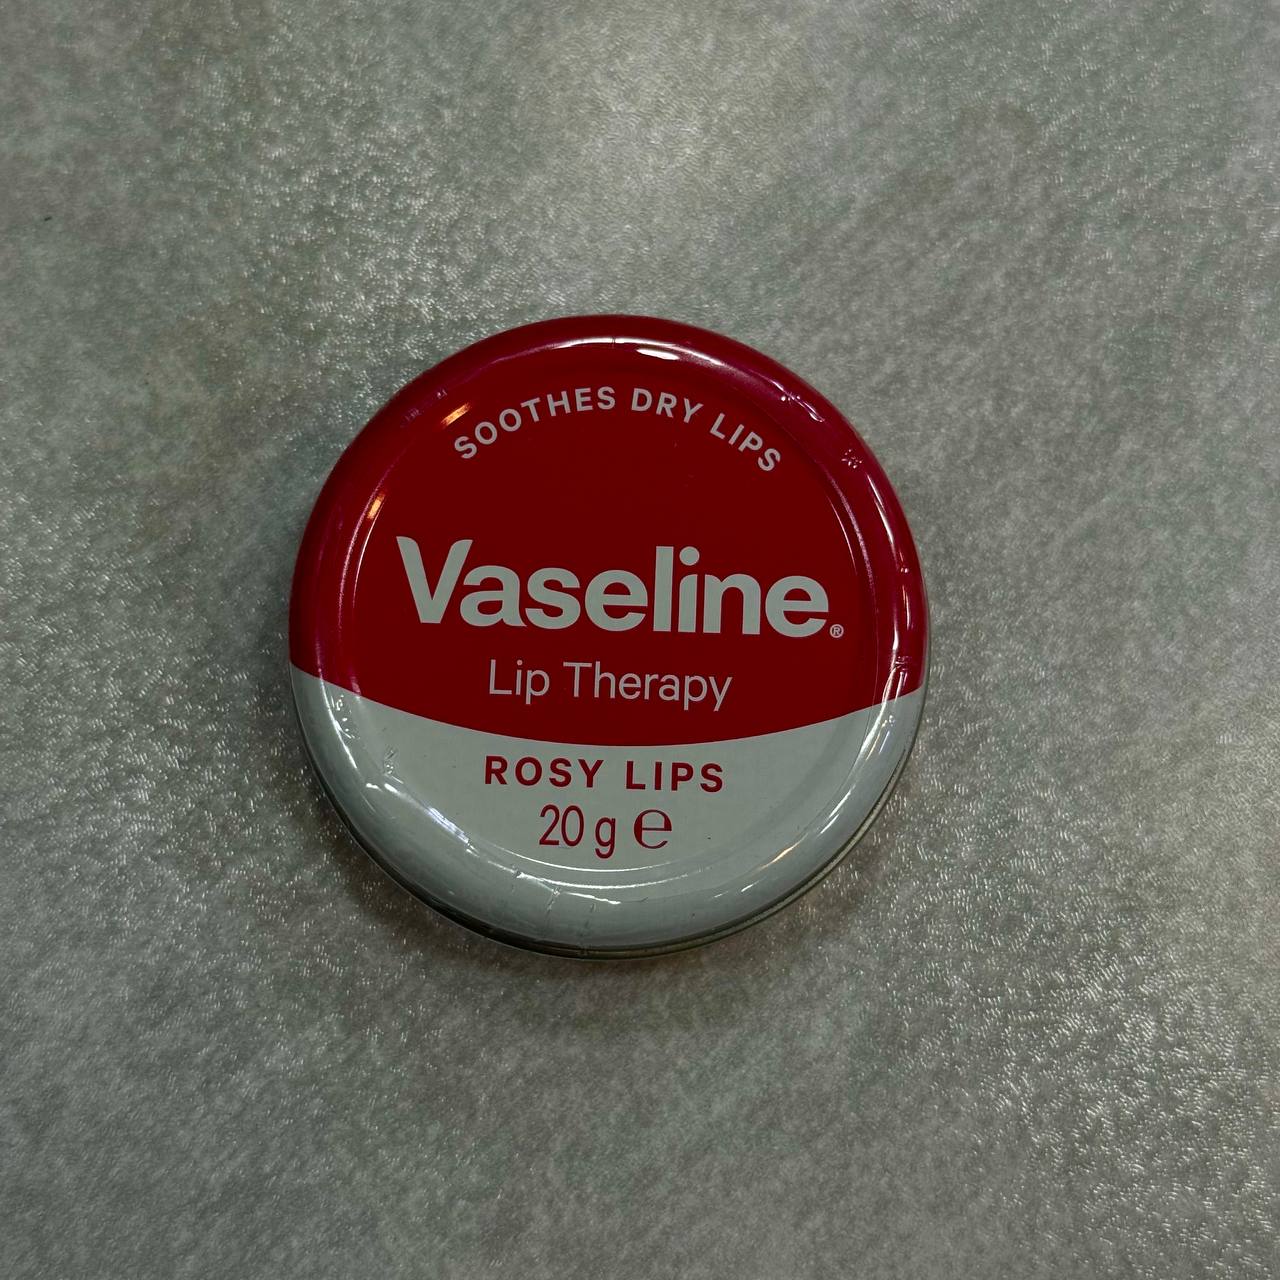 SOOTHES DRY LIPS
Vaseline®
Lip Therapy
ROSY LIPS
20 g ℮